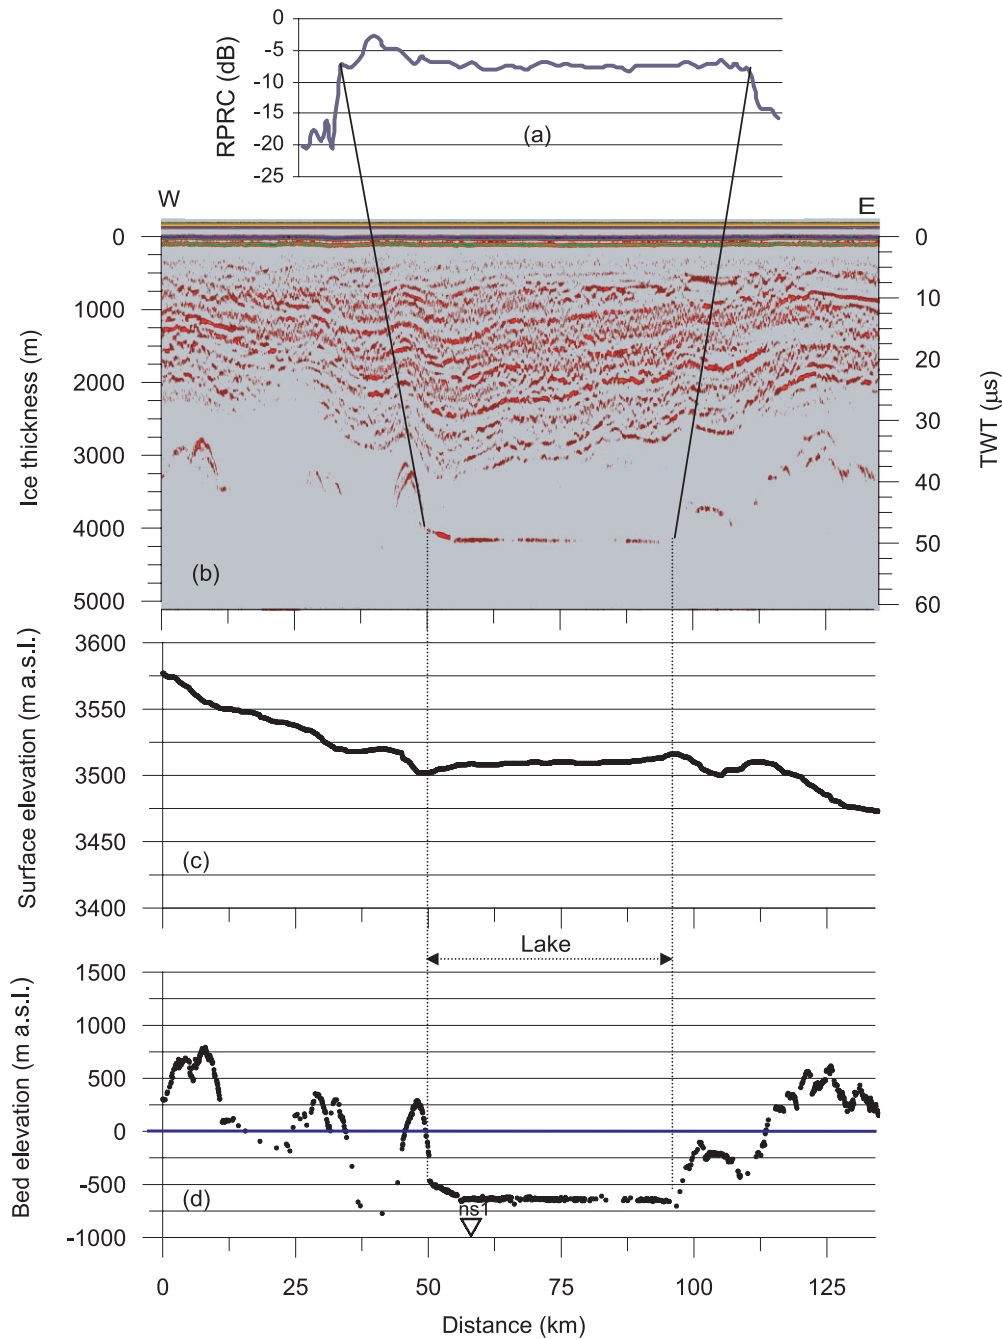 0
-5
-10
-15
-20
-25
RPRC (dB)
(a)
W
E
0
1000
2000
3000
4000
5000
Ice thickness (m)
0
10
20
30
40
50
60
TWT (µs)
(b)
3600
3550
3500
3450
3400
Surface elevation (m a.s.l.)
(c)
Lake
1500
1000
500
0
-500
-1000
Bed elevation (m a.s.l.)
(d)
ns1
0 25 50 75 100 125
Distance (km)